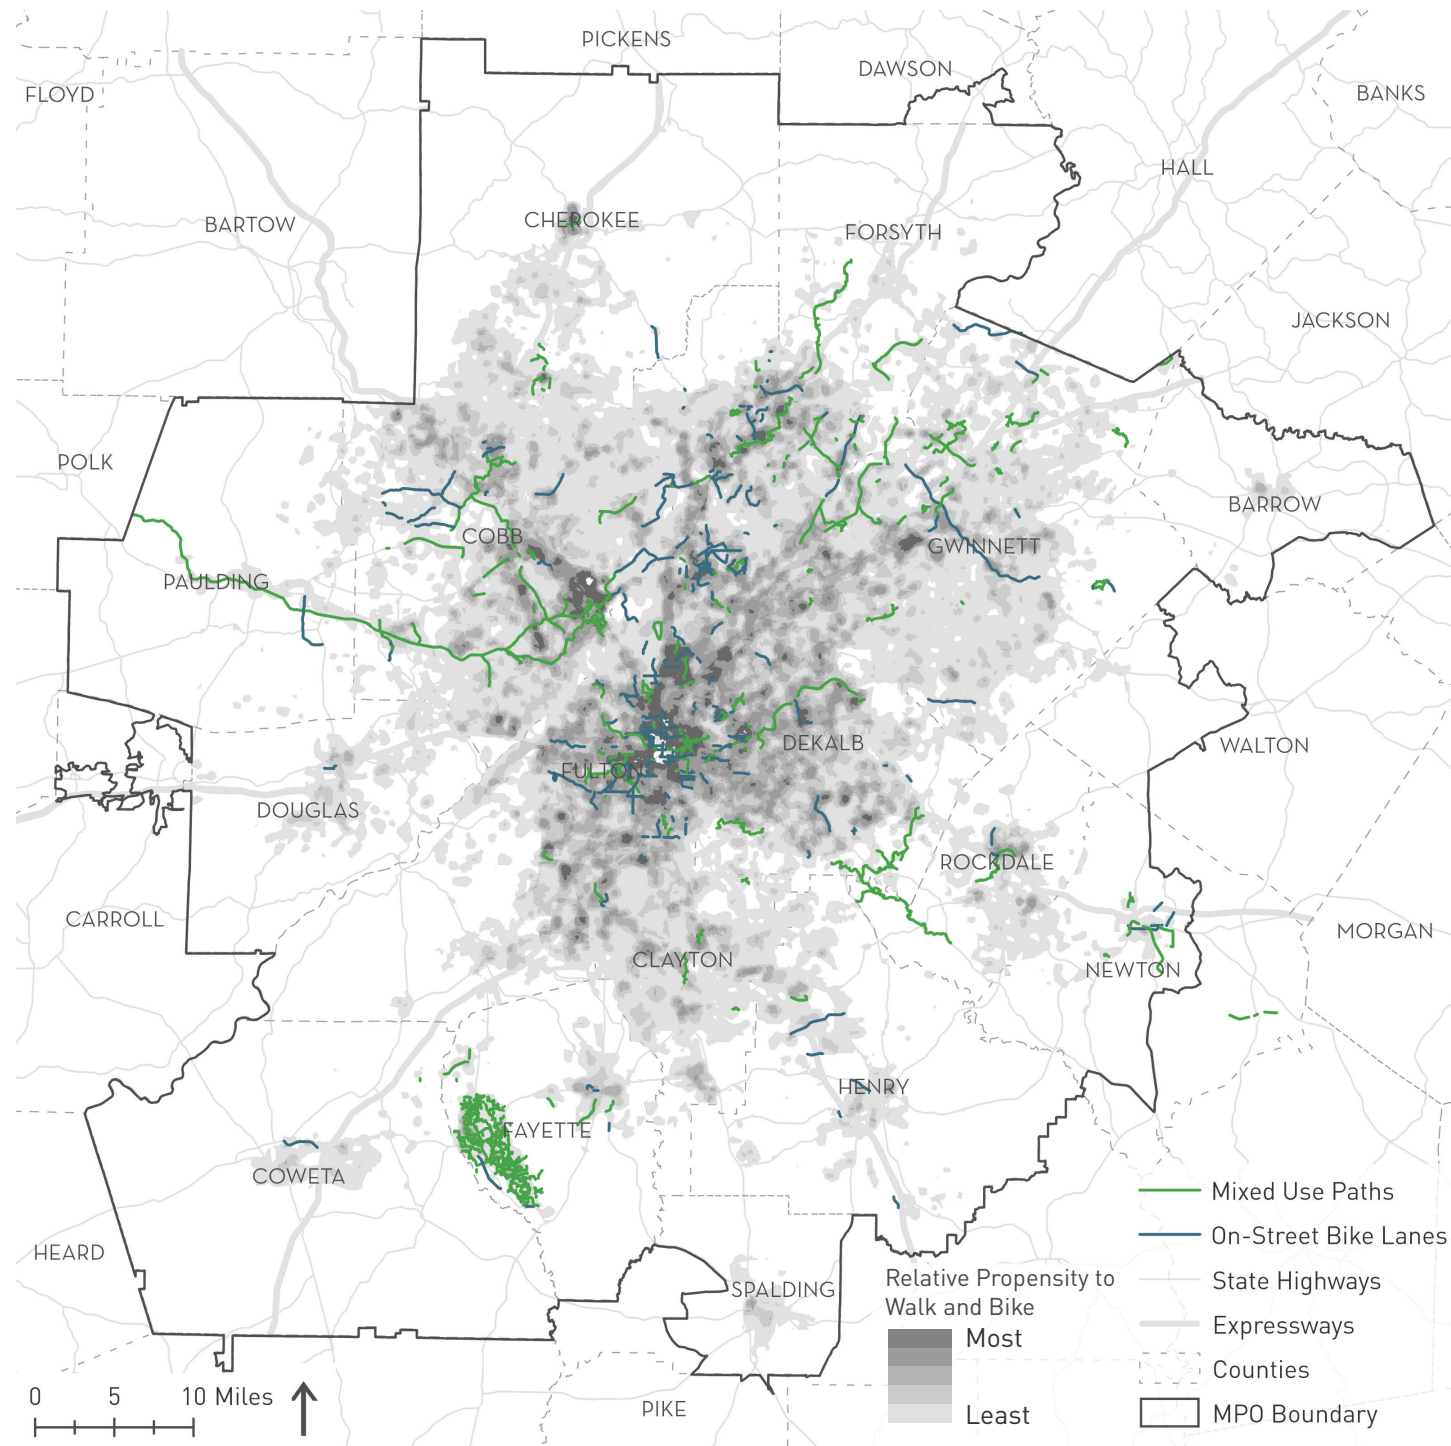 PICKENS
DAWSON
FLOYD
BANKS
HALL
BARTOW
CHEROKEE
FORSYTH
JACKSON
POLK
BARROW
COBB
GWINNETT
PAULDING
DEKALB
WALTON
FULTON
DOUGLAS
ROCKDALE
CARROLL
MORGAN
CLAYTON
NEWTON
HENRY
FAYETTE
COWETA
HEARD
SPALDING
PIKE
Mixed Use Paths
On-Street Bike Lanes
State Highways
Expressways
Counties
MPO Boundary
Relative Propensity to
Walk and Bike
Most
Least
0 5 10 Miles